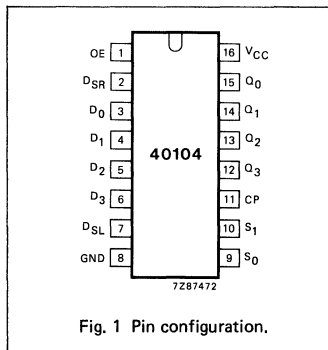 OE 1 16 VCC
DSR 2 15 Q0
D0 3 14 Q1
D1 4 13 Q2
40104
D2 5 12 Q3
D3 6 11 CP
DSL 7 10 S1
GND 8 9 S0
7Z87472
Fig. 1 Pin configuration.